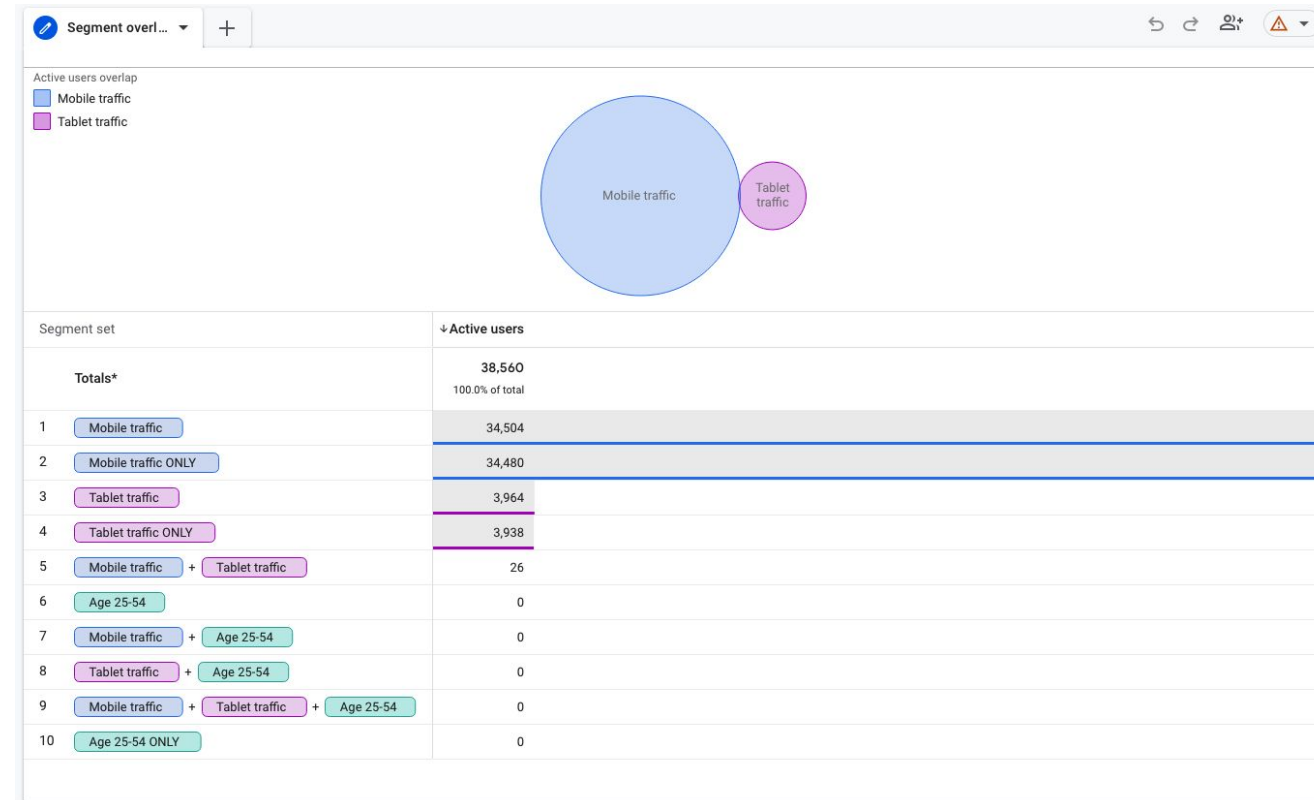 Segment overl...
Active users overlap
Mobile traffic
Tablet traffic
Mobile traffic
Tablet
traffic
Segment set ↓Active users
Totals* 38,560
100.0% of total
1 Mobile traffic 34,504
2 Mobile traffic ONLY 34,480
3 Tablet traffic 3,964
4 Tablet traffic ONLY 3,938
5 Mobile traffic + Tablet traffic 26
6 Age 25-54 0
7 Mobile traffic + Age 25-54 0
8 Tablet traffic + Age 25-54 0
9 Mobile traffic + Tablet traffic + Age 25-54 0
10 Age 25-54 ONLY 0